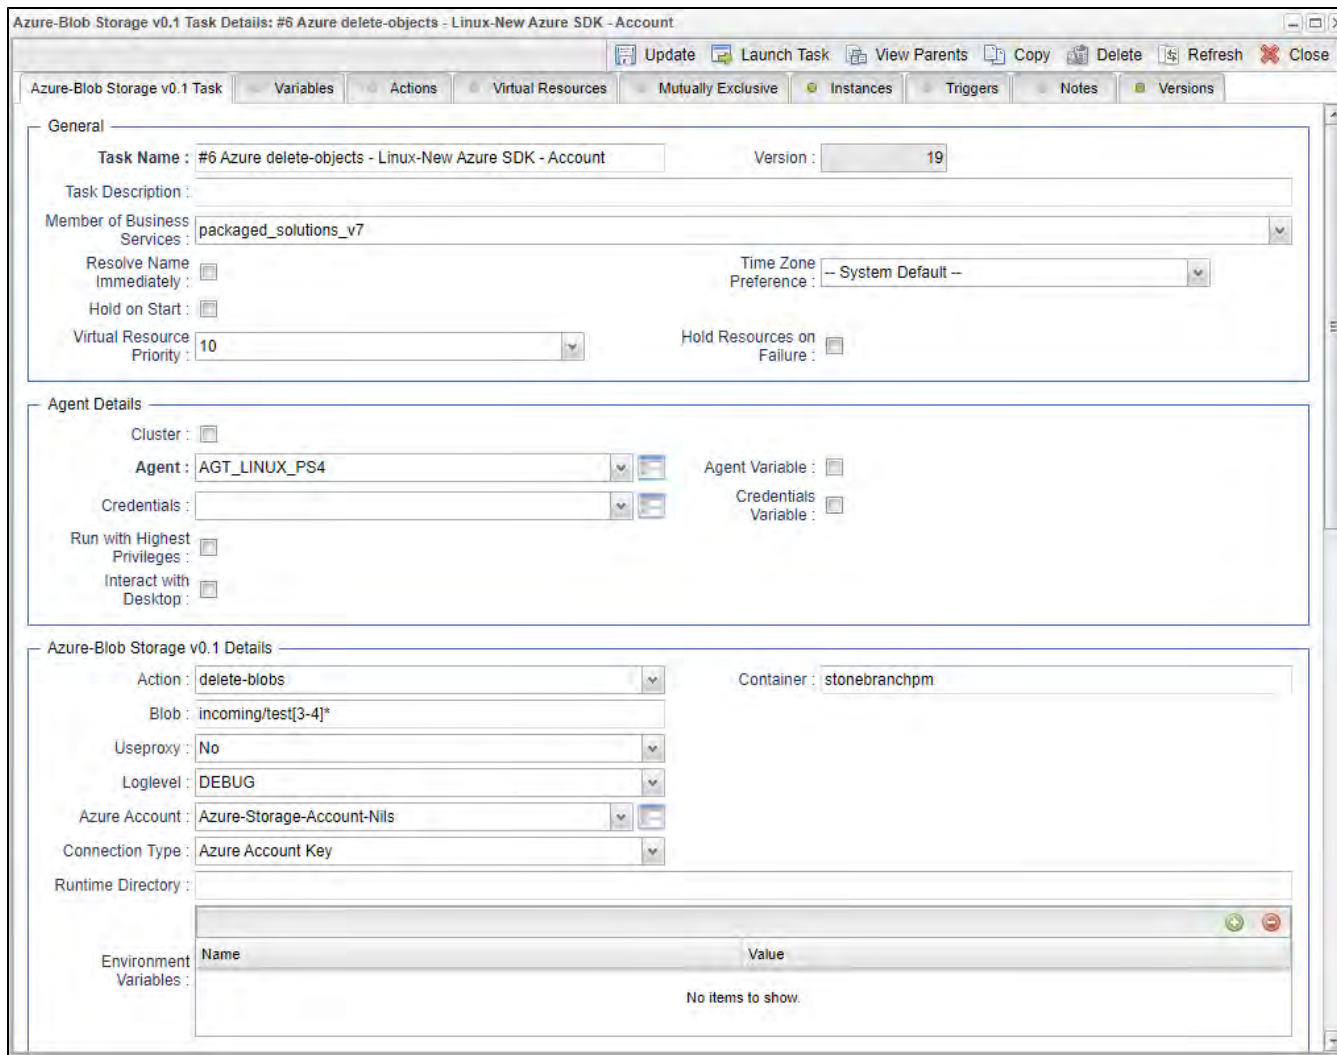 Azure-Blob Storage v0.1 Task Details: #6 Azure delete-objects - Linux-New Azure SDK - Account
Update Launch Task View Parents Copy Delete Refresh Close
Azure-Blob Storage v0.1 Task Variables Actions Virtual Resources Mutually Exclusive Instances Triggers Notes Versions
General
Task Name : #6 Azure delete-objects - Linux-New Azure SDK - Account Version : 19
Task Description :
Member of Business
Services : packaged_solutions_v7
Resolve Name
Immediately :
Time Zone
Preference : -- System Default --
Hold on Start :
Virtual Resource
Priority : 10
Hold Resources on
Failure :
Agent Details
Cluster :
Agent : AGT_LINUX_PS4 Agent Variable :
Credentials :
Credentials
Variable :
Run with Highest
Privileges :
Interact with
Desktop :
Azure-Blob Storage v0.1 Details
Action : delete-blobs Container : stonebranchpm
Blob : incoming/test[3-4]*
Useproxy : No
Loglevel : DEBUG
Azure Account : Azure-Storage-Account-Nils
Connection Type : Azure Account Key
Runtime Directory :
Environment
Variables :
Name Value
No items to show.